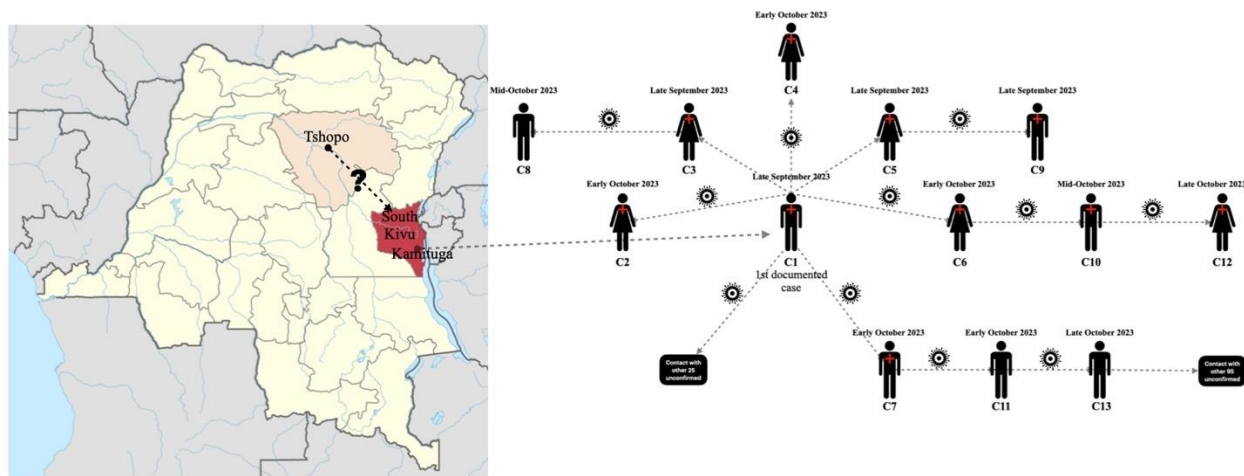 Tshopo
?
South
Kivu
Kamituga
Early October 2023
C4
Mid-October 2023
C8
Late September 2023
C3
Late September 2023
C5
Late September 2023
C9
Early October 2023
C2
Late September 2023
C1
1st documented
case
Early October 2023
C6
Mid-October 2023
C10
Late October 2023
C12
Contact with
other 25
unconfirmed
Early October 2023
C7
Early October 2023
C11
Late October 2023
C13
Contact with
other 95
unconfirmed